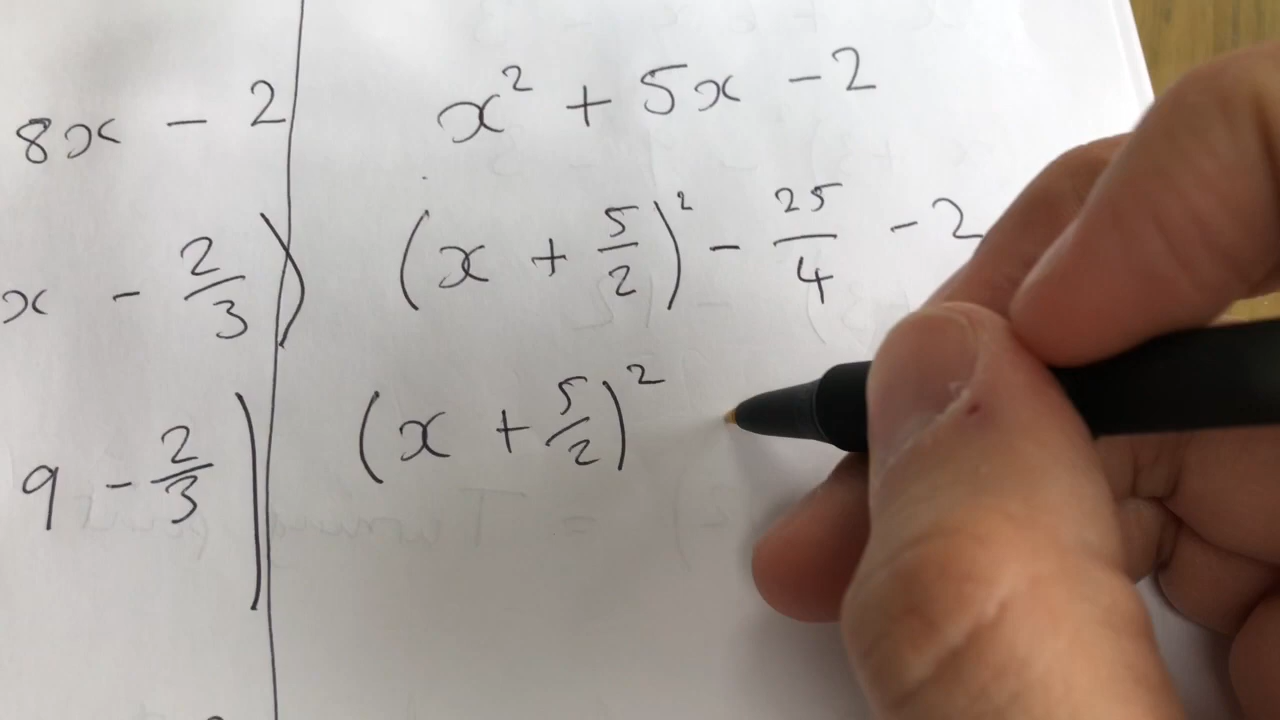 8x - 2
x - 2/3)
9 - 2/3)
x² + 5x - 2
(x + 5/2)² - 25/4 - 2
(x + 5/2)²